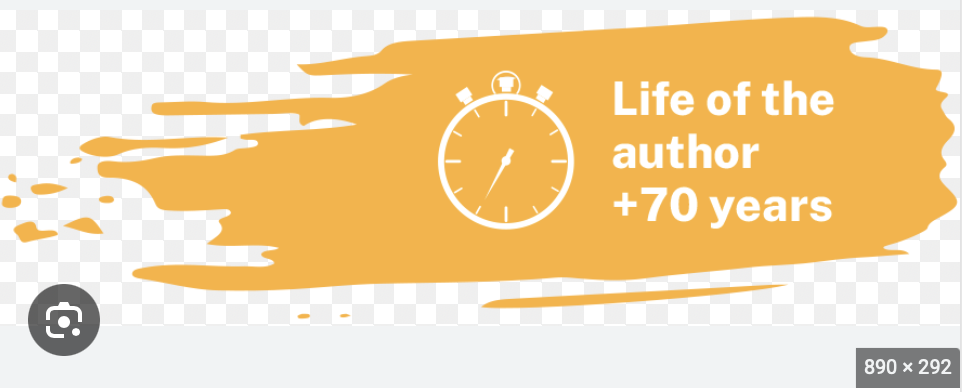 Life of the
author
+70 years
890 × 292